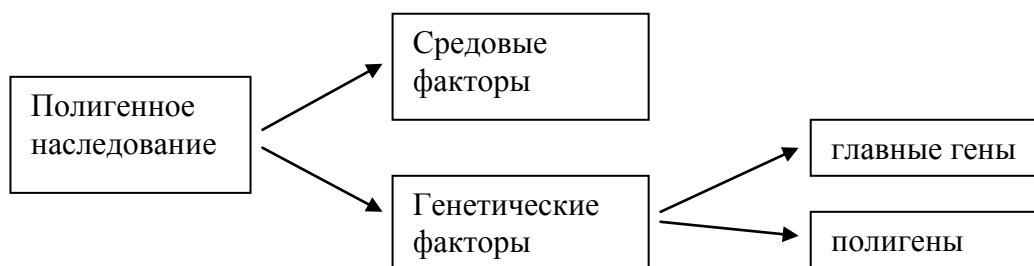 Полигенное
наследование
Средовые
факторы
Генетические
факторы
главные гены
полигены